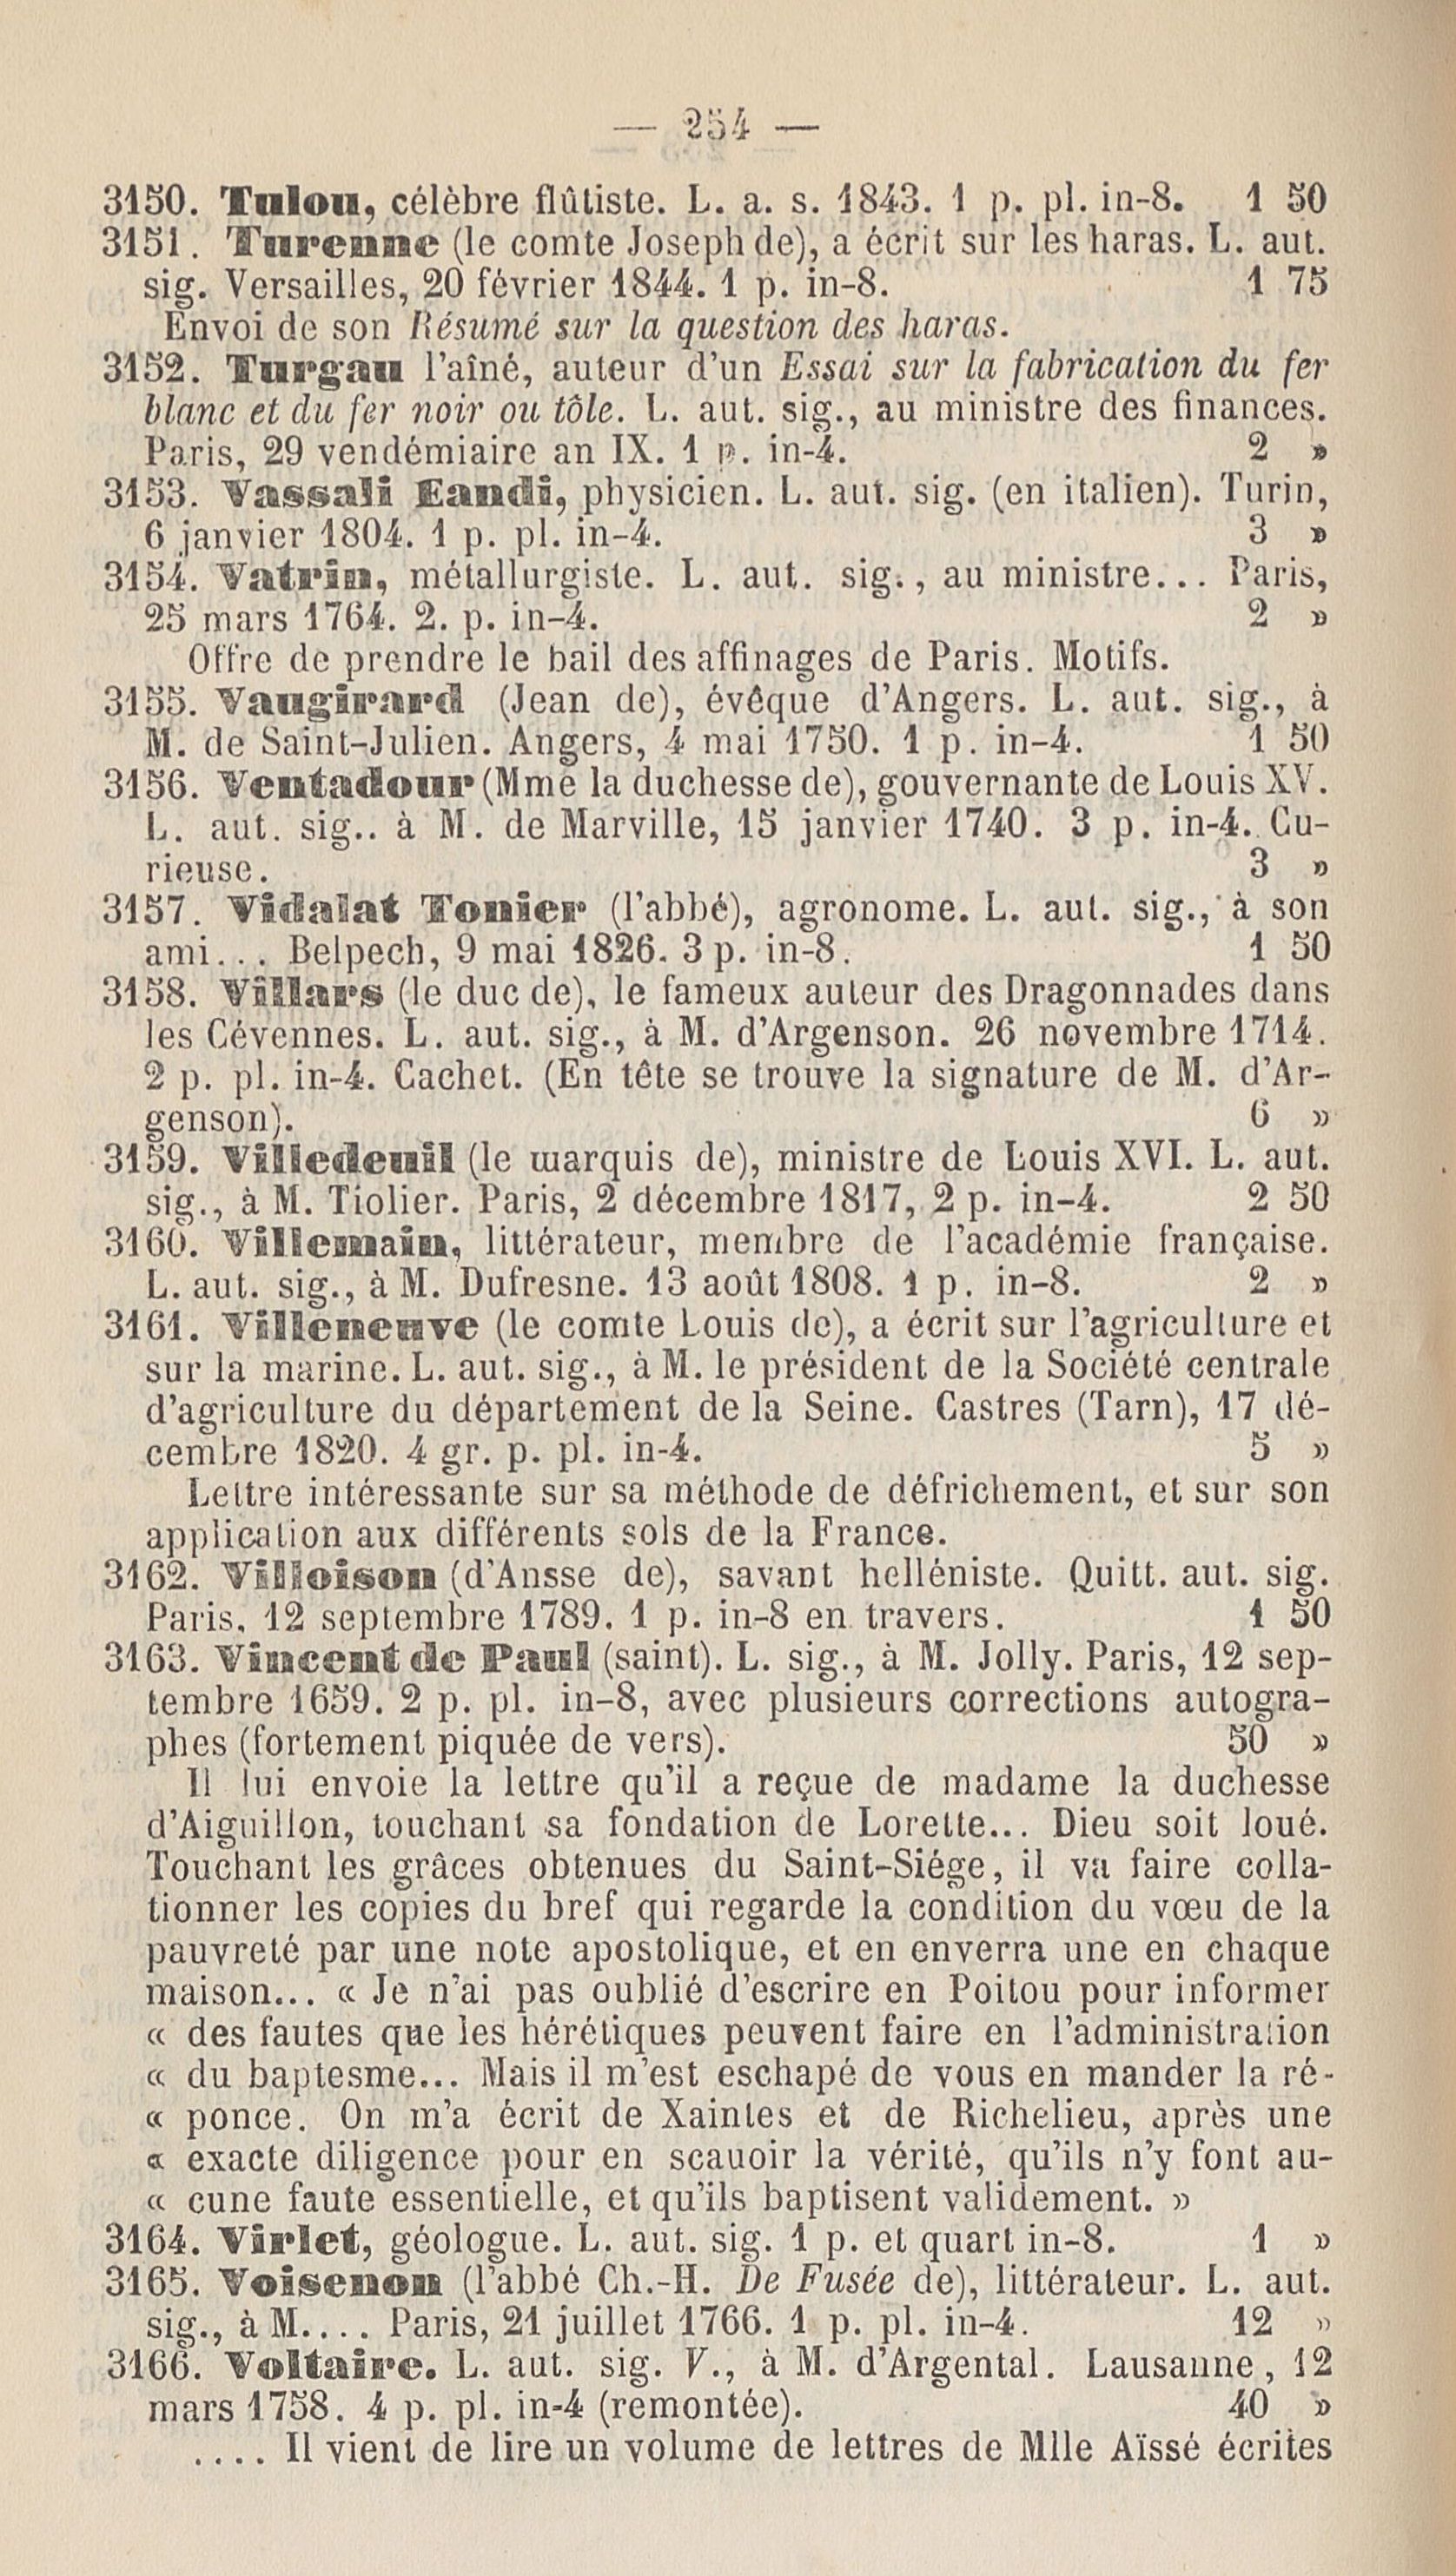 — 254 —
3150. Tulou, célèbre flûtiste. L. a. s. 1843. 1 p. pl. in-8. 1 50
3151. Turenne (le comte Joseph de), a écrit sur les haras. L. aut.
sig. Versailles, 20 février 1844. 1 p. in-8. 1 75
Envoi de son Résumé sur la question des haras.
3152. Turgau l'aîné, auteur d'un Essai sur la fabrication du fer
blanc et du fer noir ou tôle. L. aut. sig., au ministre des finances.
Paris, 29 vendémiaire an IX. 1 p. in-4. 2 »
3153. Vassali Eandi, physicien. L. aut. sig. (en italien). Turin,
6 janvier 1804. 1 p. pl. in-4. 3 »
3154. Vatrin, métallurgiste. L. aut. sig., au ministre... Paris,
25 mars 1764. 2. p. in-4. 2 »
Offre de prendre le bail des affinages de Paris. Motifs.
3155. Vaugirard (Jean de), évêque d'Angers. L. aut. sig., à
M. de Saint-Julien. Angers, 4 mai 1750. 1 p. in-4. 1 50
3156. Ventadour (Mme la duchesse de), gouvernante de Louis XV.
L. aut. sig.. à M. de Marville, 15 janvier 1740. 3 p. in-4. Cu-
rieuse. 3 »
3157. Vidalat Tonier (l'abbé), agronome. L. aut. sig., à son
ami... Belpech, 9 mai 1826. 3 p. in-8. 1 50
3158. Villars (le duc de), le fameux auteur des Dragonnades dans
les Cévennes. L. aut. sig., à M. d'Argenson. 26 novembre 1714.
2 p. pl. in-4. Cachet. (En tête se trouve la signature de M. d'Ar-
genson). 6 »
3159. Villedeuil (le marquis de), ministre de Louis XVI. L. aut.
sig., à M. Tiolier. Paris, 2 décembre 1817, 2 p. in-4. 2 50
3160. Villemain, littérateur, membre de l'académie française.
L. aut. sig., à M. Dufresne. 13 août 1808. 1 p. in-8. 2 »
3161. Villeneuve (le comte Louis de), a écrit sur l'agriculture et
sur la marine. L. aut. sig., à M. le président de la Société centrale
d'agriculture du département de la Seine. Castres (Tarn), 17 dé-
cembre 1820. 4 gr. p. pl. in-4. 5 »
Lettre intéressante sur sa méthode de défrichement, et sur son
application aux différents sols de la France.
3162. Villoison (d'Ansse de), savant helléniste. Quitt. aut. sig.
Paris, 12 septembre 1789. 1 p. in-8 en travers. 1 50
3163. Vincent de Paul (saint). L. sig., à M. Jolly. Paris, 12 sep-
tembre 1659. 2 p. pl. in-8, avec plusieurs corrections autogra-
phes (fortement piquée de vers). 50 »
Il lui envoie la lettre qu'il a reçue de madame la duchesse
d'Aiguillon, touchant sa fondation de Lorette... Dieu soit loué.
Touchant les grâces obtenues du Saint-Siége, il va faire colla-
tionner les copies du bref qui regarde la condition du vœu de la
pauvreté par une note apostolique, et en enverra une en chaque
maison... « Je n'ai pas oublié d'escrire en Poitou pour informer
« des fautes que les hérétiques peuvent faire en l'administration
« du baptesme... Mais il m'est eschapé de vous en mander la ré-
« ponce. On m'a écrit de Xaintes et de Richelieu, après une
« exacte diligence pour en scauoir la vérité, qu'ils n'y font au-
« cune faute essentielle, et qu'ils baptisent validement. »
3164. Virlet, géologue. L. aut. sig. 1 p. et quart in-8. 1 »
3165. Voisenon (l'abbé Ch.-H. De Fusée de), littérateur. L. aut.
sig., à M.... Paris, 21 juillet 1766. 1 p. pl. in-4. 12 »
3166. Voltaire. L. aut. sig. V., à M. d'Argental. Lausanne, 12
mars 1758. 4 p. pl. in-4 (remontée). 40 »
.... Il vient de lire un volume de lettres de Mlle Aïssé écrites